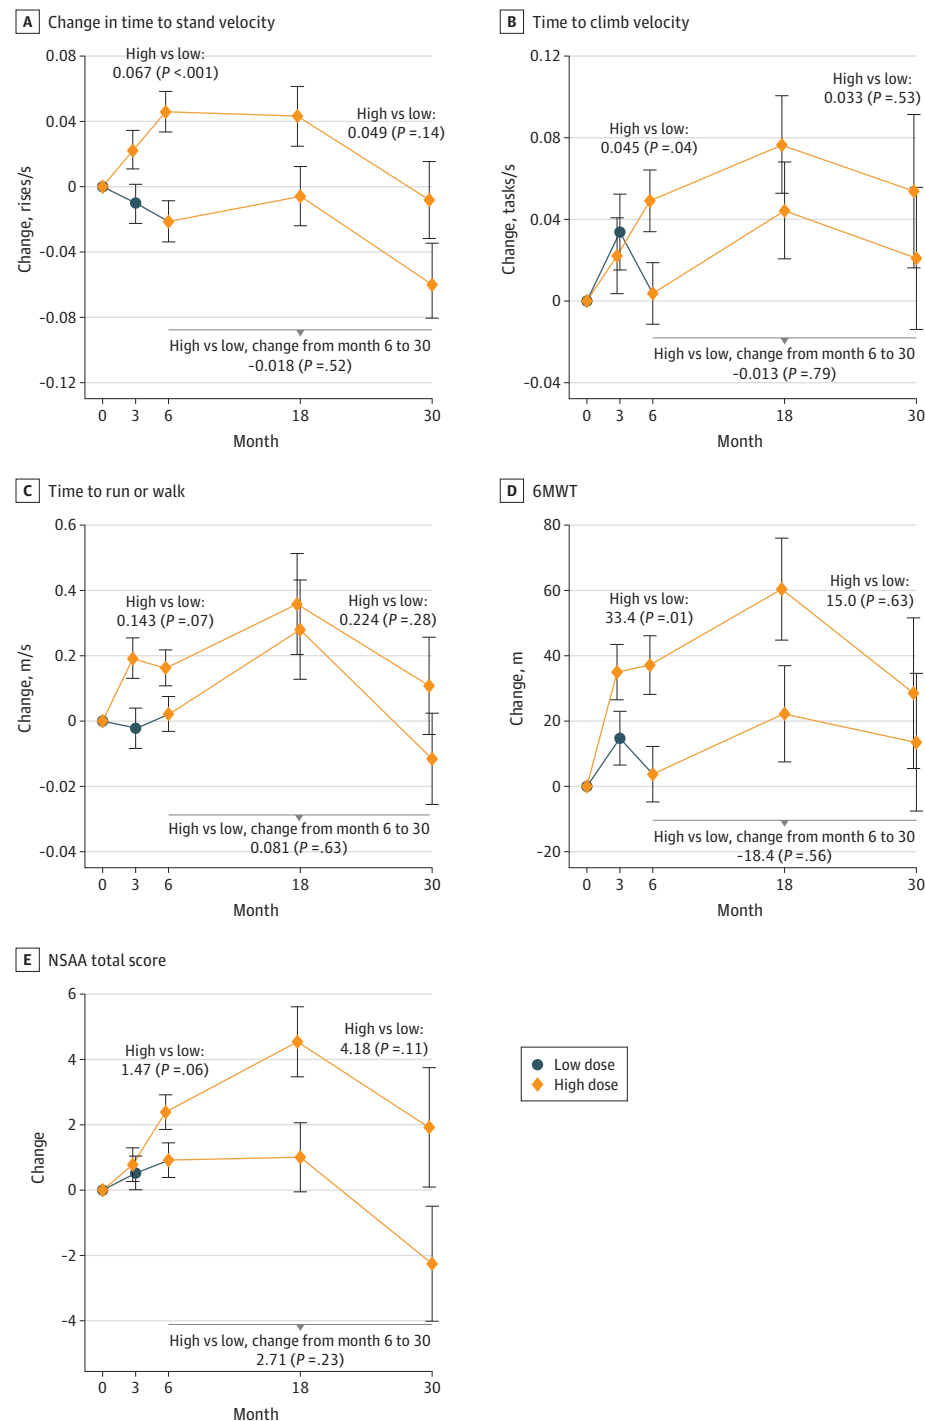 A Change in time to stand velocity
High vs low:
0.067 (P <.001)
High vs low:
0.049 (P =.14)
0.08
0.04
0
-0.04
-0.08
-0.12
Change, rises/s
High vs low, change from month 6 to 30
-0.018 (P =.52)
0 3 6 18 30
Month
B Time to climb velocity
High vs low:
0.045 (P =.04)
High vs low:
0.033 (P =.53)
0.12
0.08
0.04
0
-0.04
Change, tasks/s
High vs low, change from month 6 to 30
-0.013 (P =.79)
0 3 6 18 30
Month
C Time to run or walk
High vs low:
0.143 (P =.07)
High vs low:
0.224 (P =.28)
0.6
0.4
0.2
0
-0.02
-0.04
Change, m/s
High vs low, change from month 6 to 30
0.081 (P =.63)
0 3 6 18 30
Month
D 6MWT
High vs low:
33.4 (P =.01)
High vs low:
15.0 (P =.63)
80
60
40
20
0
-20
Change, m
High vs low, change from month 6 to 30
-18.4 (P =.56)
0 3 6 18 30
Month
E NSAA total score
High vs low:
1.47 (P =.06)
High vs low:
4.18 (P =.11)
6
4
2
0
-2
-4
Change
High vs low, change from month 6 to 30
2.71 (P =.23)
0 3 6 18 30
Month
Low dose
High dose